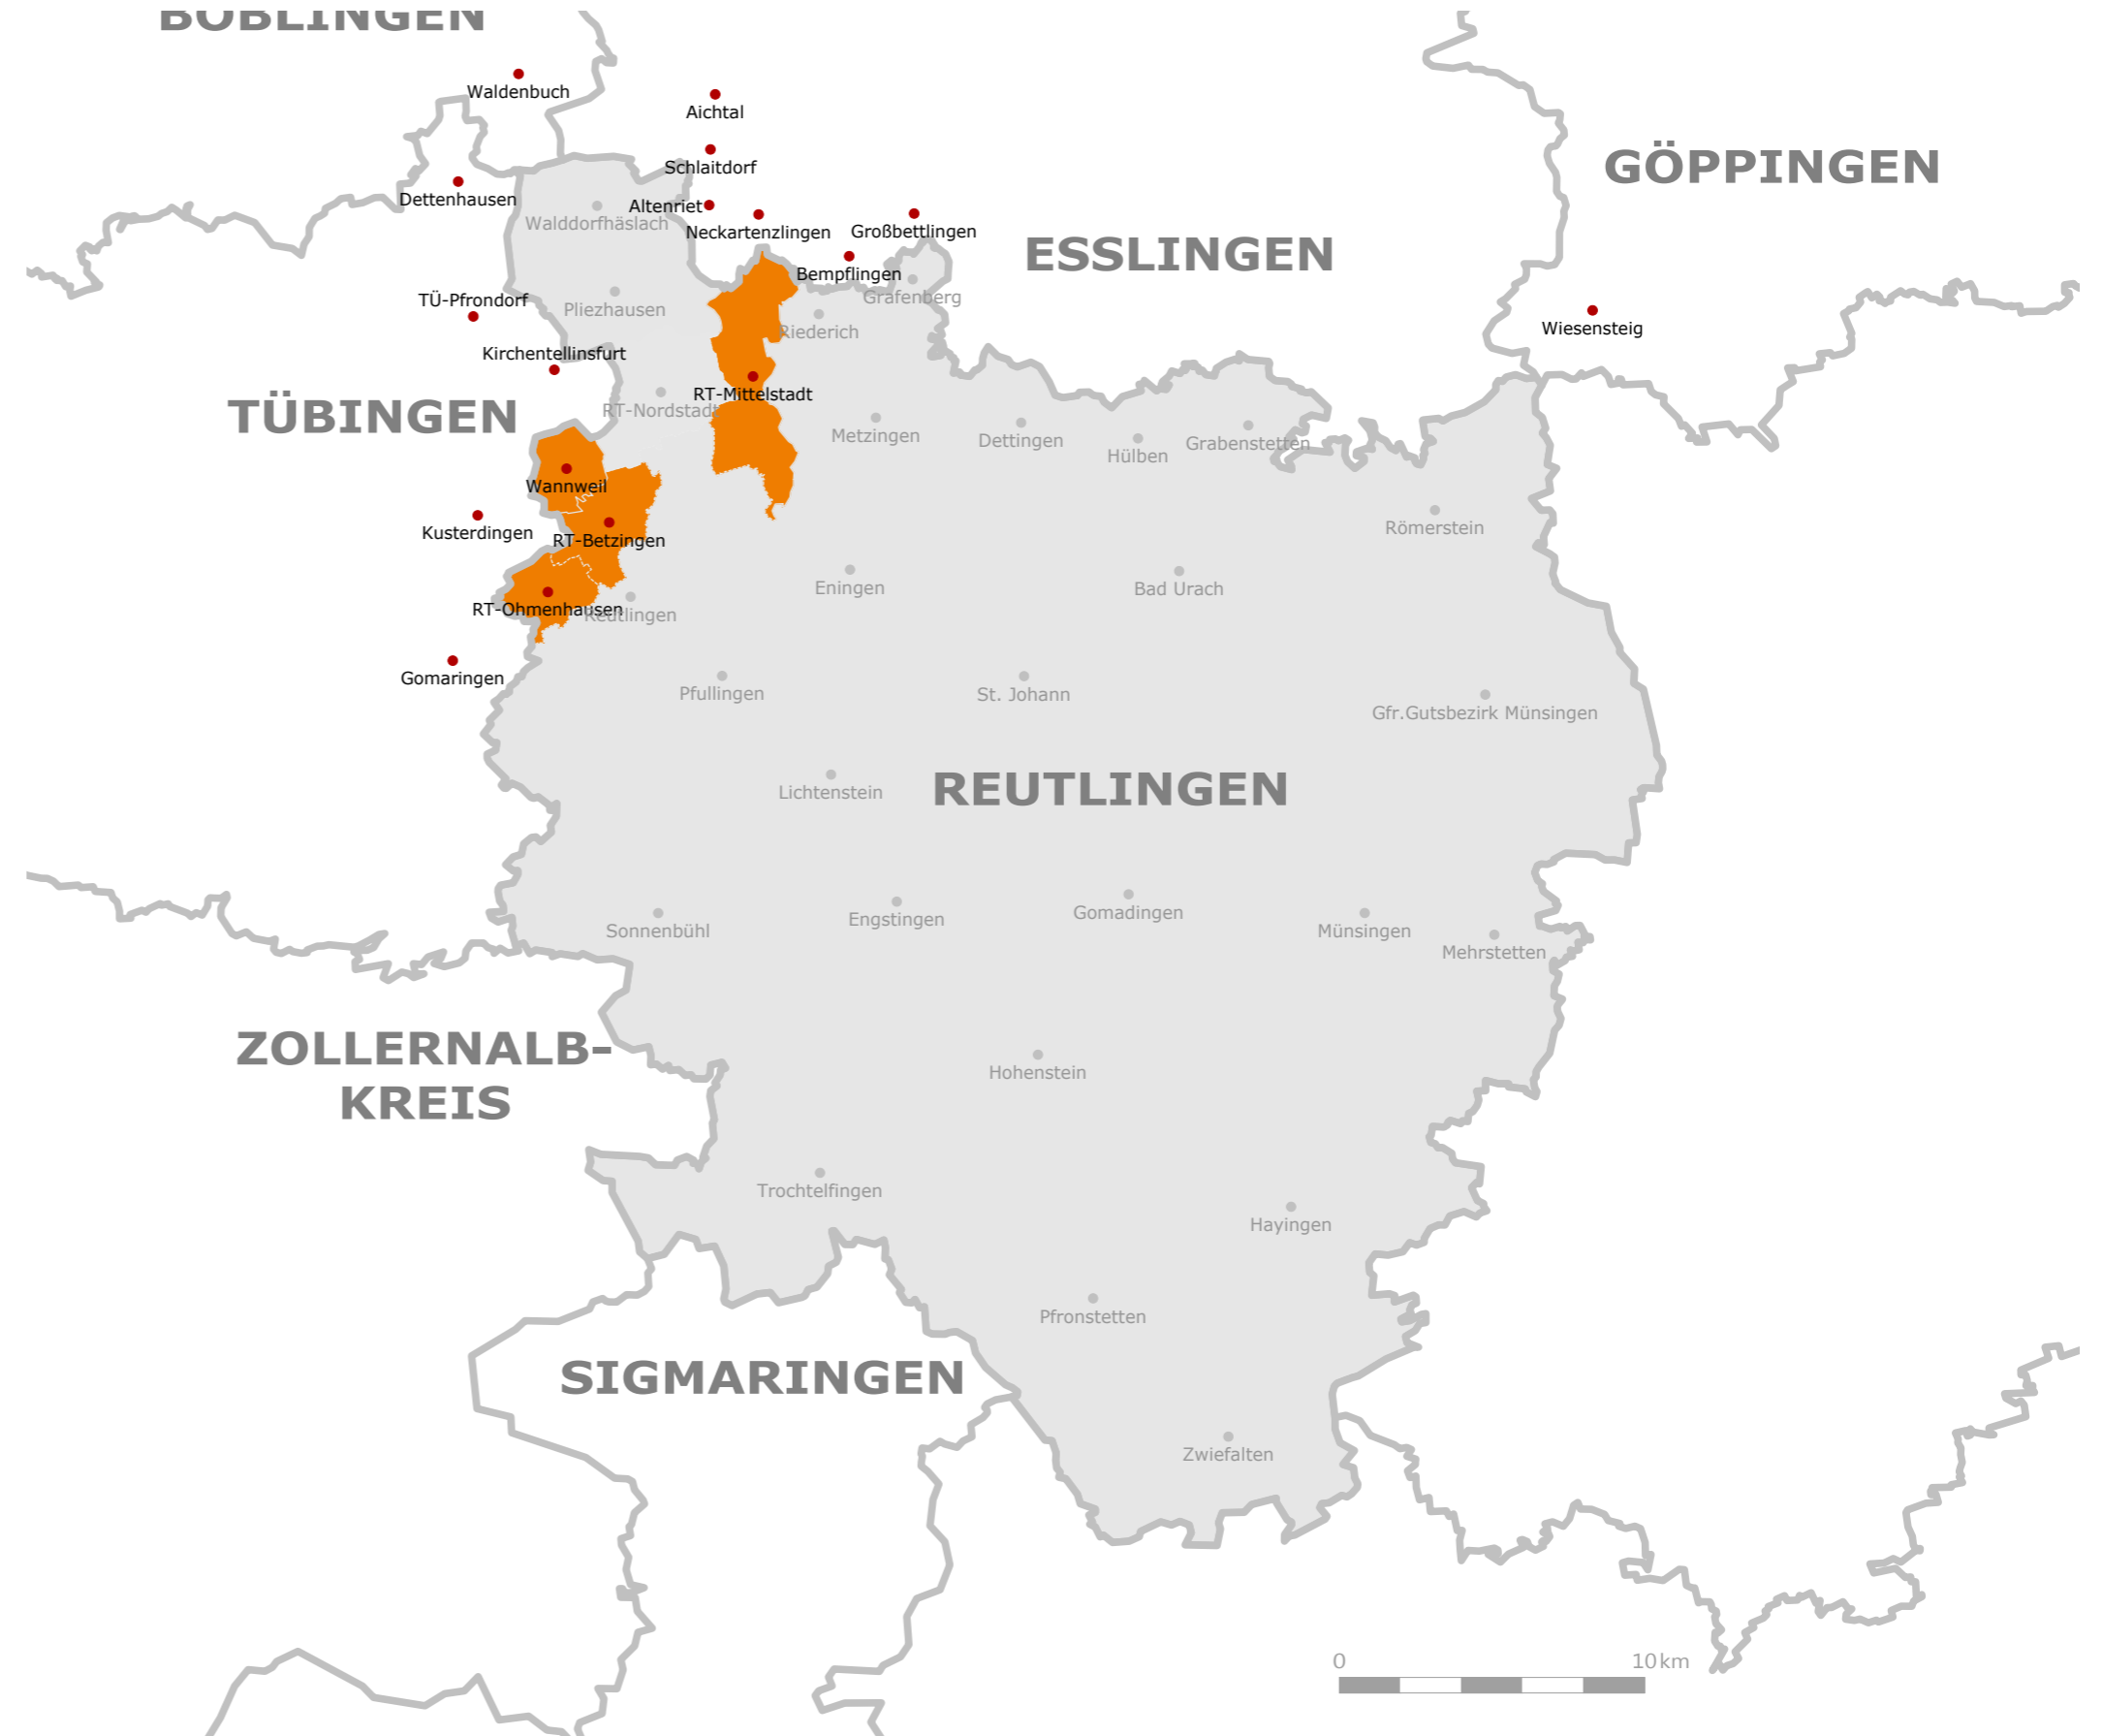 BÖBLINGEN
Waldenbuch
Aichtal
Schlaitdorf
GÖPPINGEN
Dettenhausen
Altenriet
Walddorfhäslach
Neckartenzlingen
Großbettlingen
ESSLINGEN
Bempflingen
Grafenberg
TÜ-Pfrondorf
Pliezhausen
Riederich
Wiesensteig
Kirchentellinsfurt
RT-Mittelstadt
TÜBINGEN
RT-Nordstadt
Metzingen
Dettingen
Grabenstetten
Hülben
Wannweil
Römerstein
Kusterdingen
RT-Betzingen
Eningen
Bad Urach
RT-Ohmenhausen
Reutlingen
Gomaringen
Pfullingen
St. Johann
Gfr.Gutsbezirk Münsingen
Lichtenstein
REUTLINGEN
Sonnenbühl
Engstingen
Gomadingen
Münsingen
Mehrstetten
ZOLLERNALB-
KREIS
Hohenstein
Trochtelfingen
Hayingen
Pfronstetten
SIGMARINGEN
Zwiefalten
0 10 km